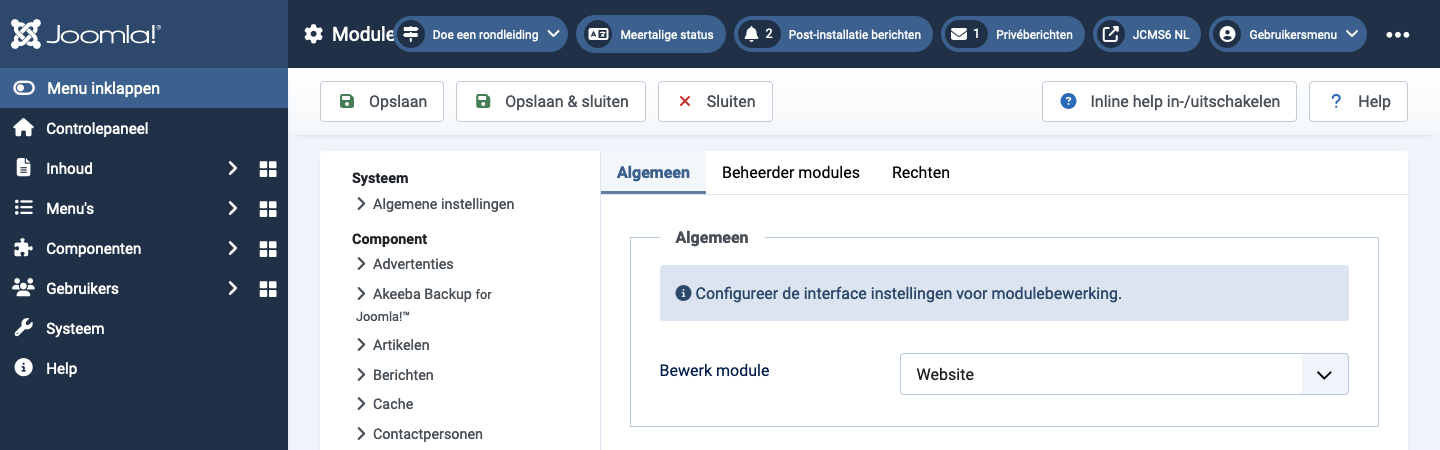 Joomla!®
Module
Doe een rondleiding
Meertalige status
2 Post-installatie berichten
1 Privéberichten
JCMS6 NL
Gebruikersmenu
Menu inklappen
Controlepaneel
Inhoud
Menu's
Componenten
Gebruikers
Systeem
Help
Opslaan
Opslaan & sluiten
Sluiten
Inline help in-/uitschakelen
Help
Systeem
Algemene instellingen
Component
Advertenties
Akeeba Backup for
Joomla!™
Artikelen
Berichten
Cache
Contactpersonen
Algemeen
Beheerder modules
Rechten
Algemeen
Configureer de interface instellingen voor modulebewerking.
Bewerk module
Website